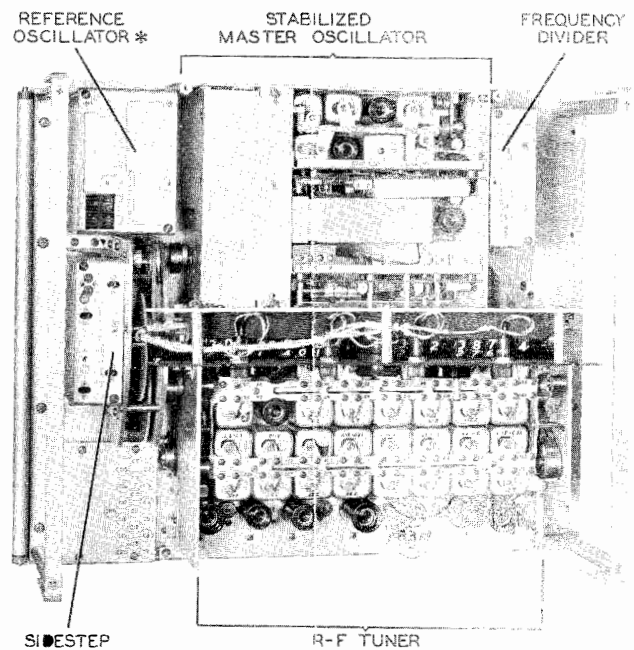 REFERENCE
OSCILLATOR *
STABILIZED
MASTER OSCILLATOR
FREQUENCY
DIVIDER
SIDESTEP
R-F TUNER